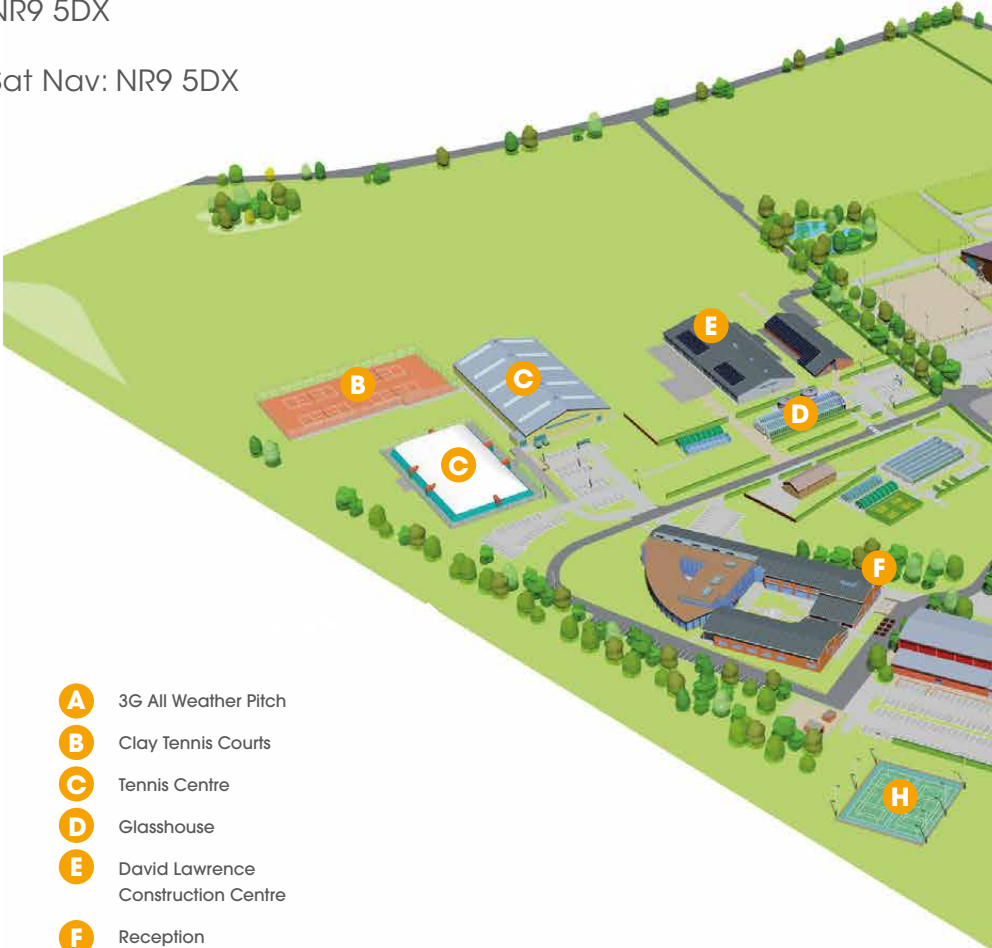 NR9 5DX
Sat Nav: NR9 5DX
E
B
C
D
C
F
H
A 3G All Weather Pitch
B Clay Tennis Courts
C Tennis Centre
D Glasshouse
E David Lawrence
Construction Centre
F Reception